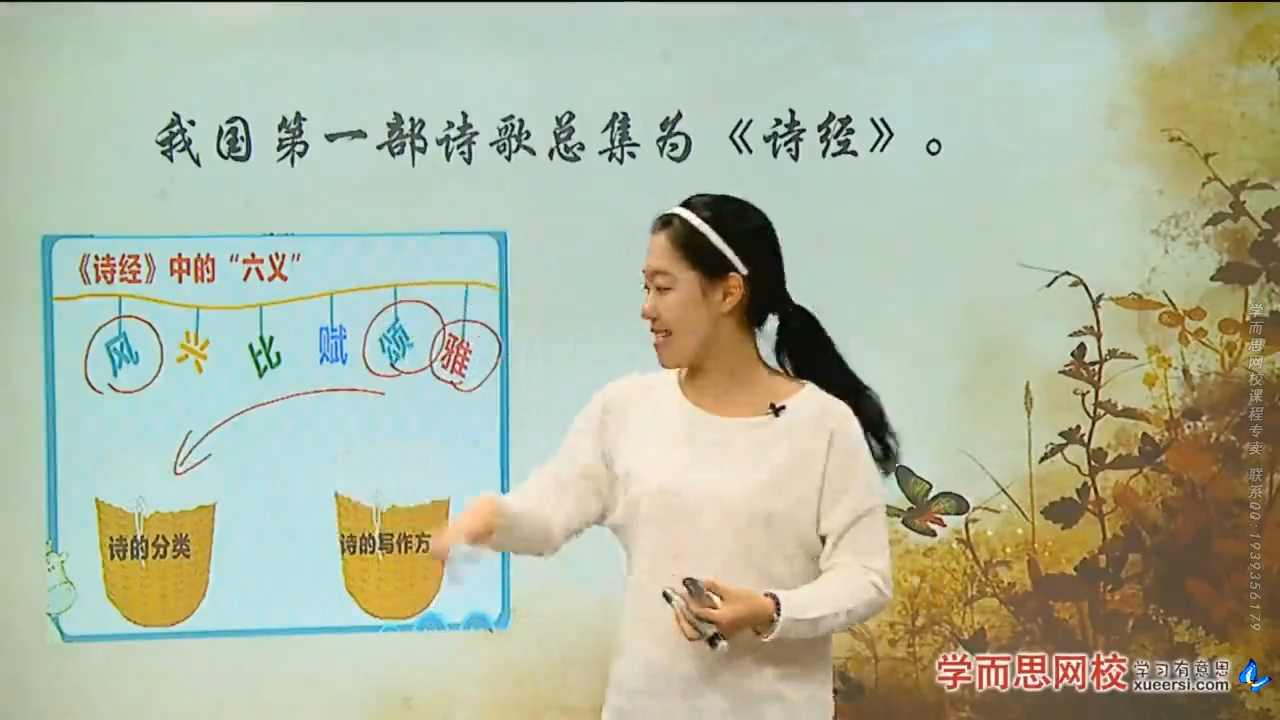 我国第一部诗歌总集为《诗经》。
《诗经》中的“六义”
风 兴 比 赋 颂 雅
诗的分类
诗的写作方
学而思网校 学习有意思
xueersi.com
学而思网校课程专卖 联系QQ:1939356179